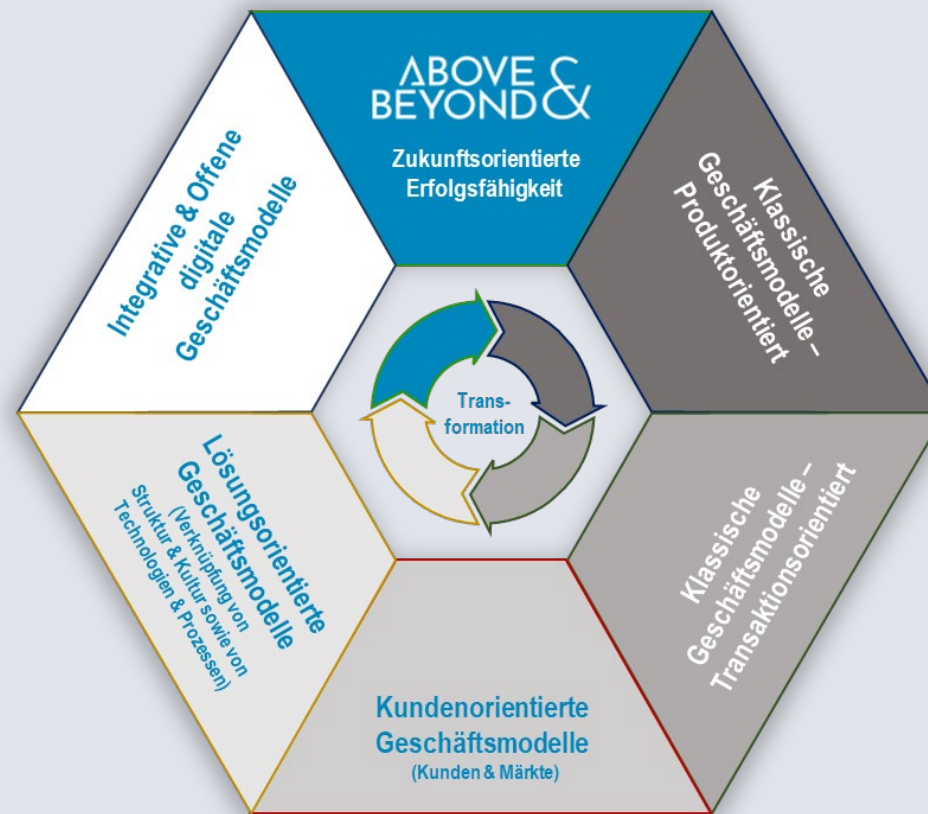 ABOVE &
BEYOND
Zukunftsorientierte
Erfolgsfähigkeit
Klassische
Geschäftsmodelle –
Produktorientiert
Klassische
Geschäftsmodelle –
Transaktionsorientiert
Kundenorientierte
Geschäftsmodelle
(Kunden & Märkte)
Lösungsorientierte
Geschäftsmodelle
(Verknüpfung von
Struktur & Kultur sowie von
Technologien & Prozessen)
Integrative & Offene
digitale
Geschäftsmodelle
Trans-
formation